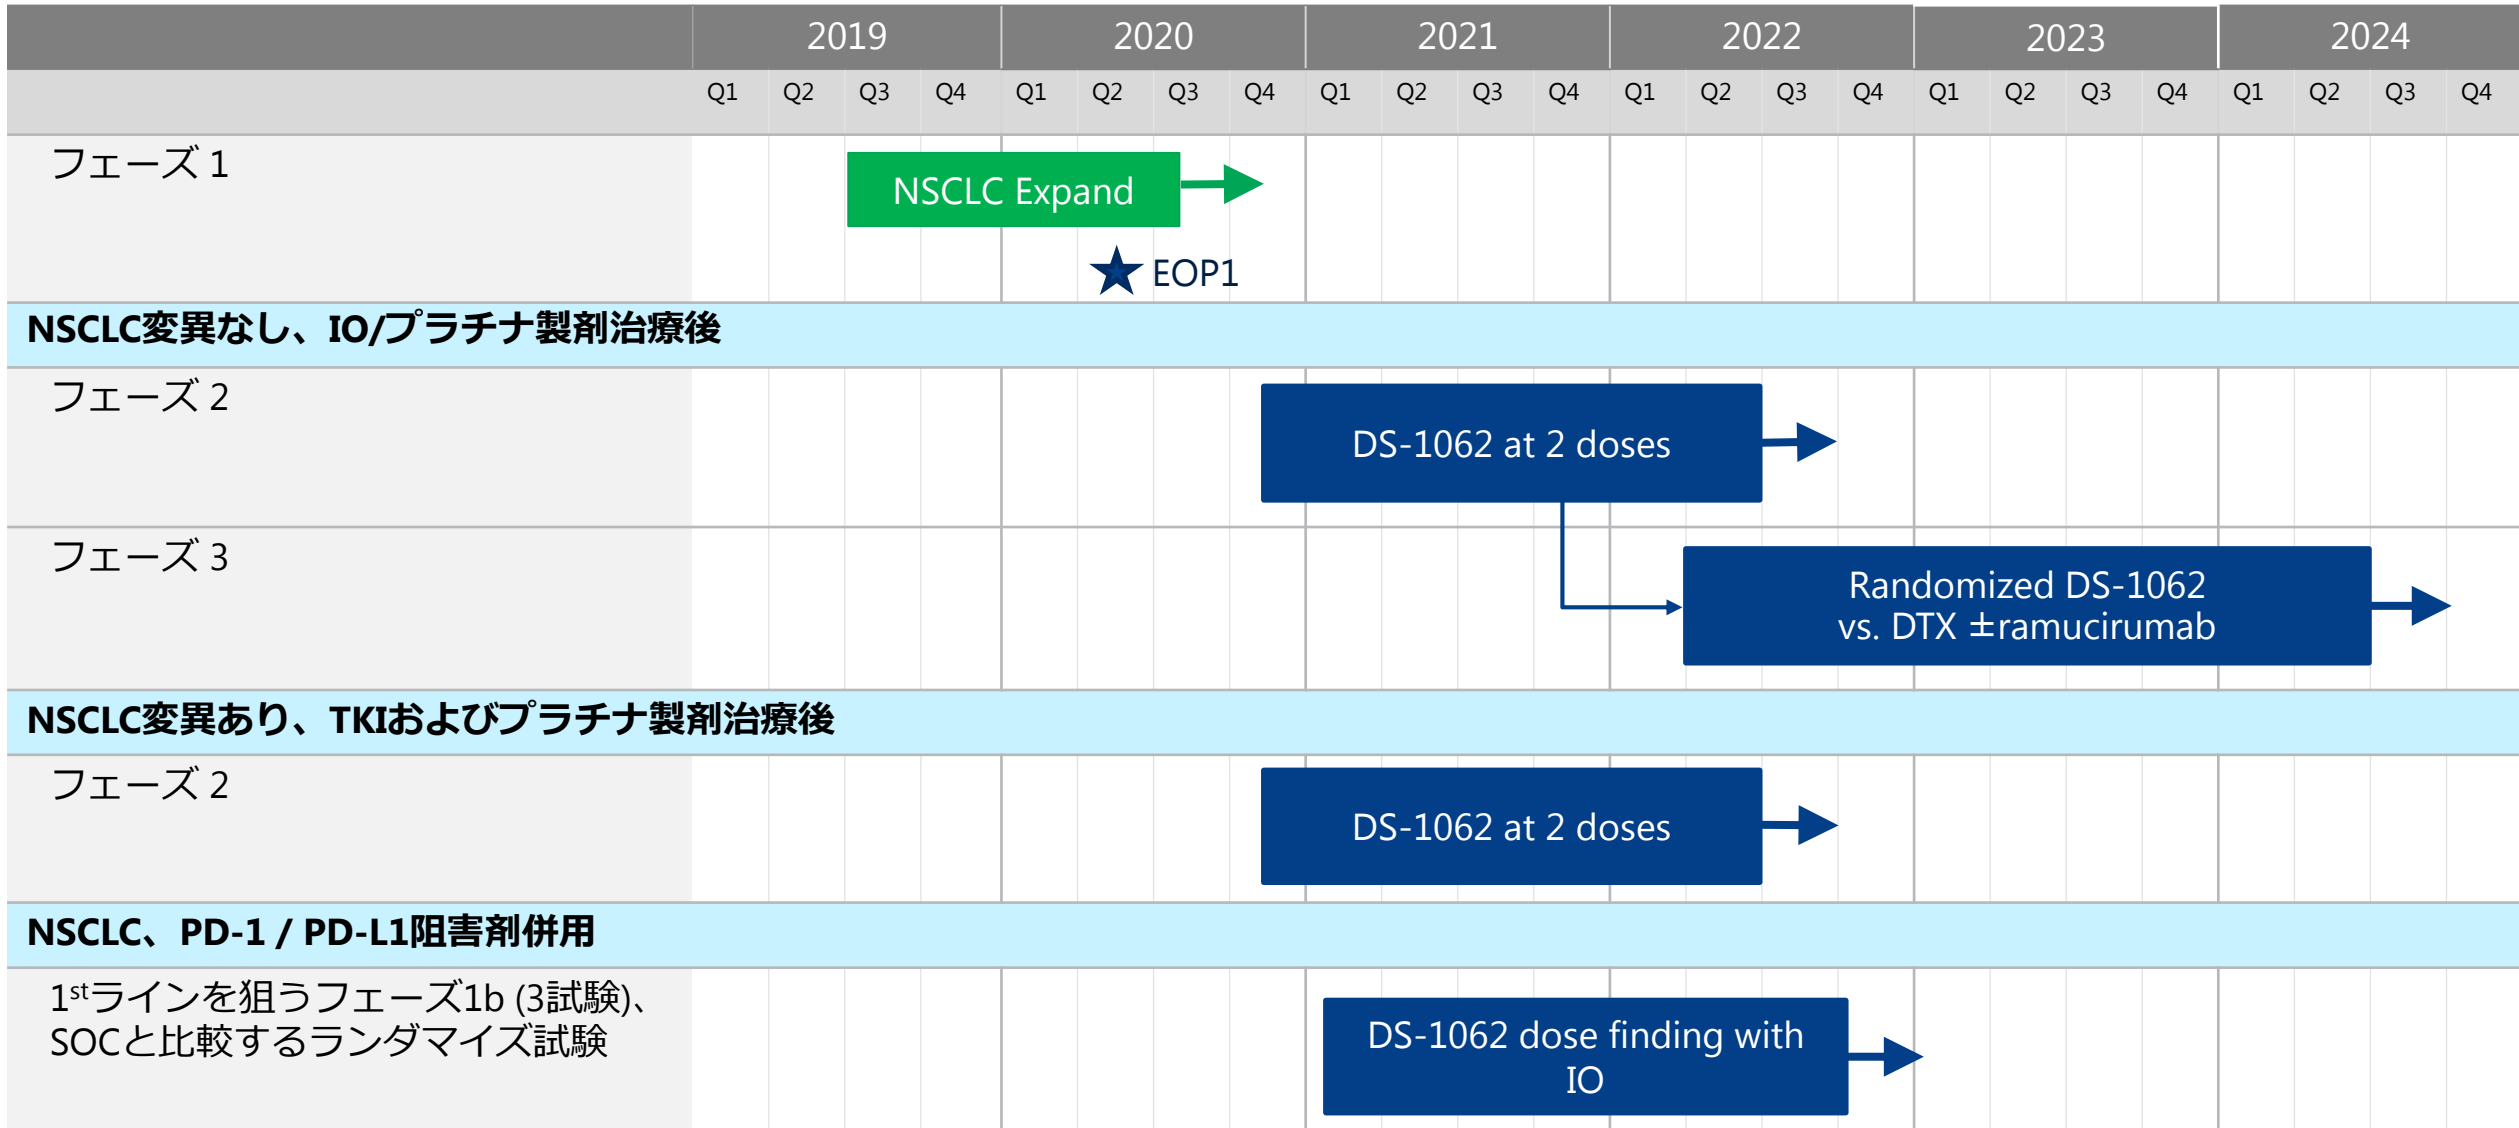 2019 2020 2021 2022 2023 2024
Q1 Q2 Q3 Q4 Q1 Q2 Q3 Q4 Q1 Q2 Q3 Q4 Q1 Q2 Q3 Q4 Q1 Q2 Q3 Q4 Q1 Q2 Q3 Q4
フェーズ 1
NSCLC Expand
EOP1
NSCLC変異なし、IO/プラチナ製剤治療後
フェーズ 2
DS-1062 at 2 doses
フェーズ 3
Randomized DS-1062
vs. DTX ±ramucirumab
NSCLC変異あり、TKIおよびプラチナ製剤治療後
フェーズ 2
DS-1062 at 2 doses
NSCLC、PD-1 / PD-L1阻害剤併用
1stラインを狙うフェーズ1b (3試験)、
SOCと比較するランダマイズ試験
DS-1062 dose finding with
IO